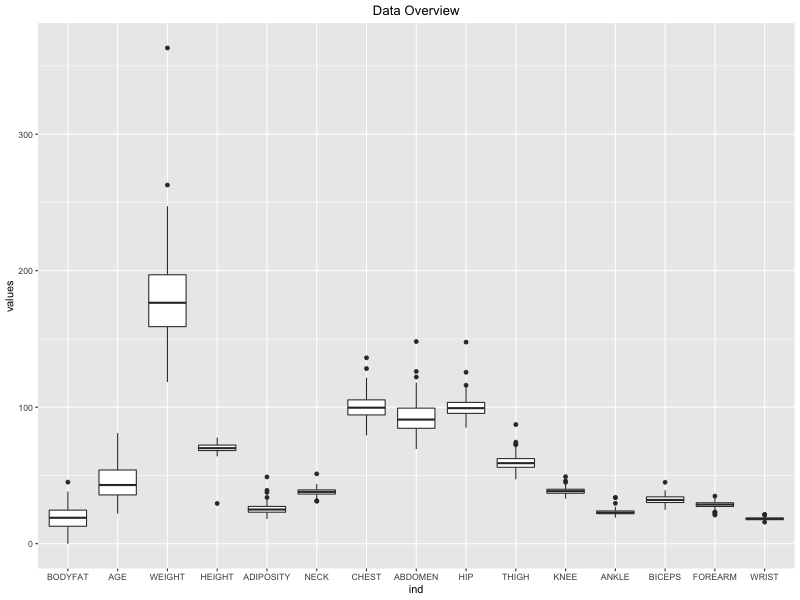 Data Overview
values
300
200
100
0
BODYFAT AGE WEIGHT HEIGHT ADIPOSITY NECK CHEST ABDOMEN HIP THIGH KNEE ANKLE BICEPS FOREARM WRIST
ind